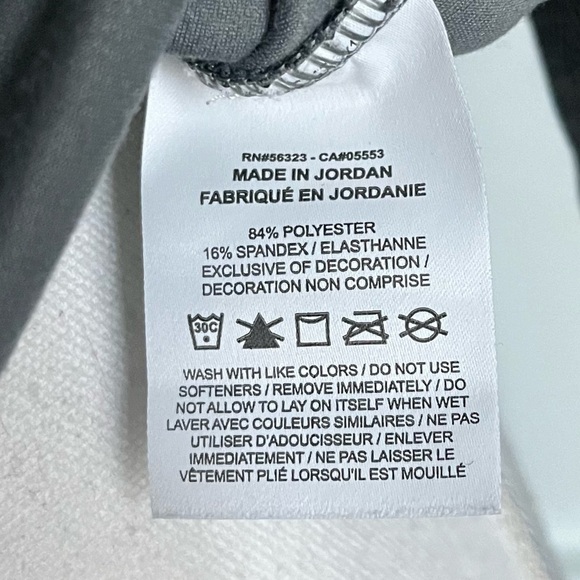 RN#56323 - CA#05553
MADE IN JORDAN
FABRIQUÉ EN JORDANIE
84% POLYESTER
16% SPANDEX / ELASTHANNE
EXCLUSIVE OF DECORATION /
DECORATION NON COMPRISE
30C
WASH WITH LIKE COLORS / DO NOT USE
SOFTENERS / REMOVE IMMEDIATELY / DO
NOT ALLOW TO LAY ON ITSELF WHEN WET
LAVER AVEC COULEURS SIMILAIRES / NE PAS
UTILISER D'ADOUCISSEUR / ENLEVER
IMMEDIATEMENT / NE PAS LAISSER LE
VÊTEMENT PLIÉ LORSQU'IL EST MOUILLÉ